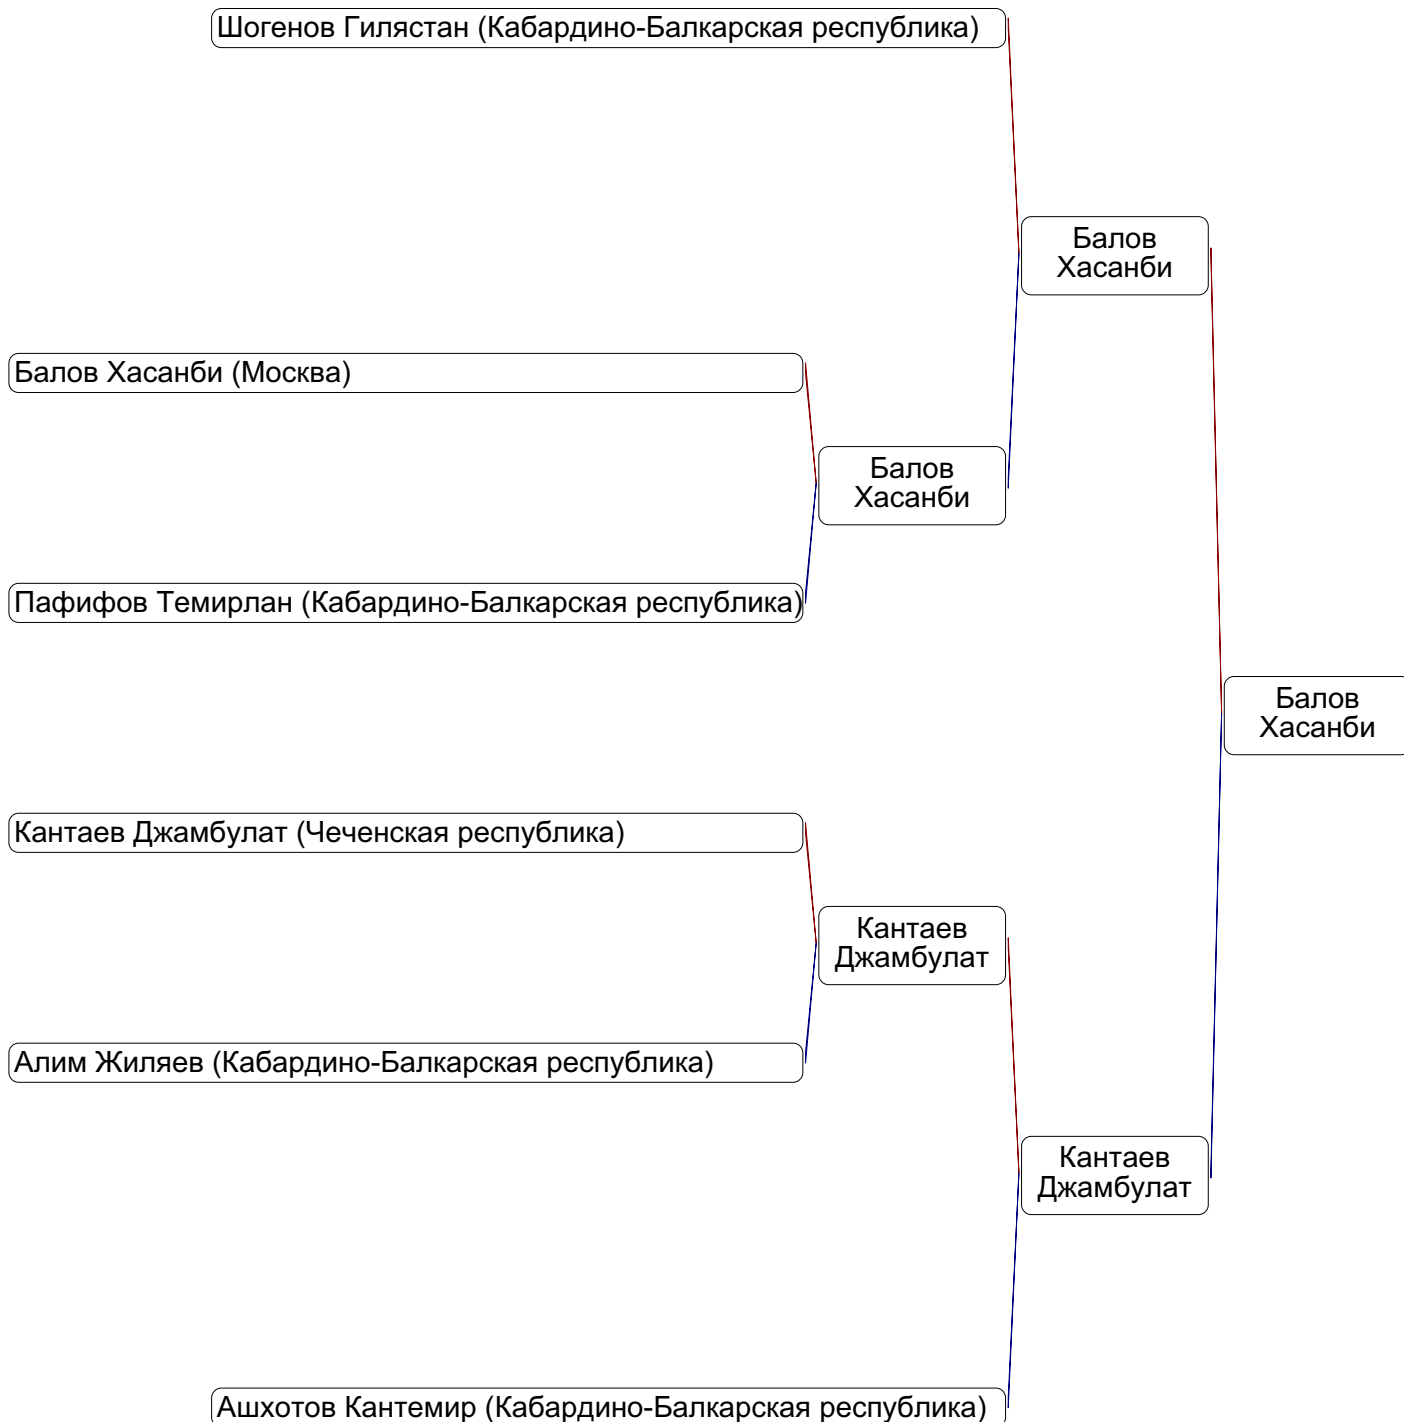 Шогенов Гилястан (Кабардино-Балкарская республика)
Балов
Хасанби
Балов Хасанби (Москва)
Балов
Хасанби
Пафифов Темирлан (Кабардино-Балкарская республика)
Балов
Хасанби
Кантаев Джамбулат (Чеченская республика)
Кантаев
Джамбулат
Алим Жиляев (Кабардино-Балкарская республика)
Кантаев
Джамбулат
Ашхотов Кантемир (Кабардино-Балкарская республика)